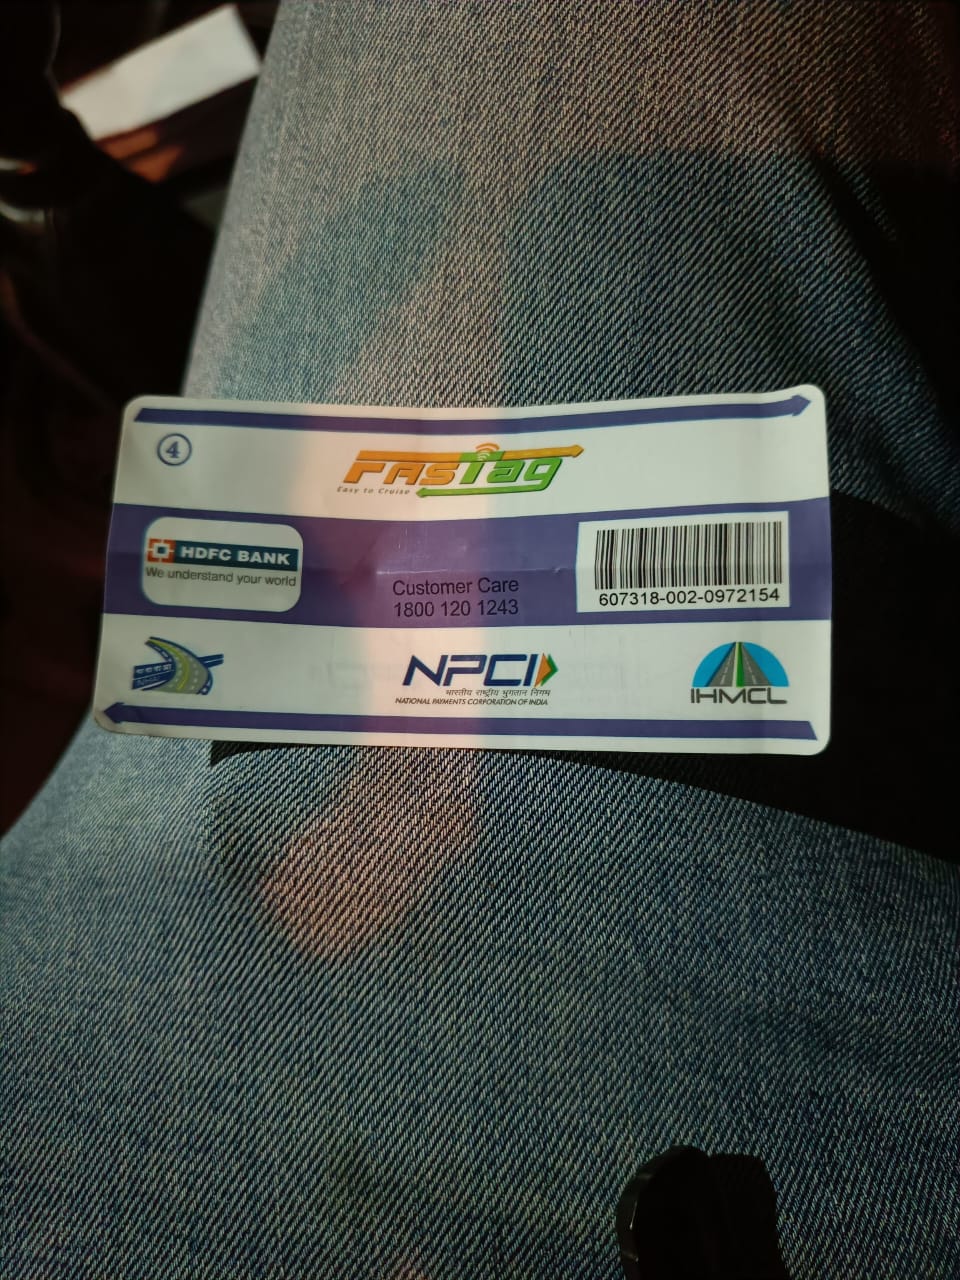 4
FASTag
Easy to Cruise
HDFC BANK
We understand your world
Customer Care
1800 120 1243
607318-002-0972154
NPCI
भारतीय राष्ट्रीय भुगतान निगम
NATIONAL PAYMENTS CORPORATION OF INDIA
IHMCL